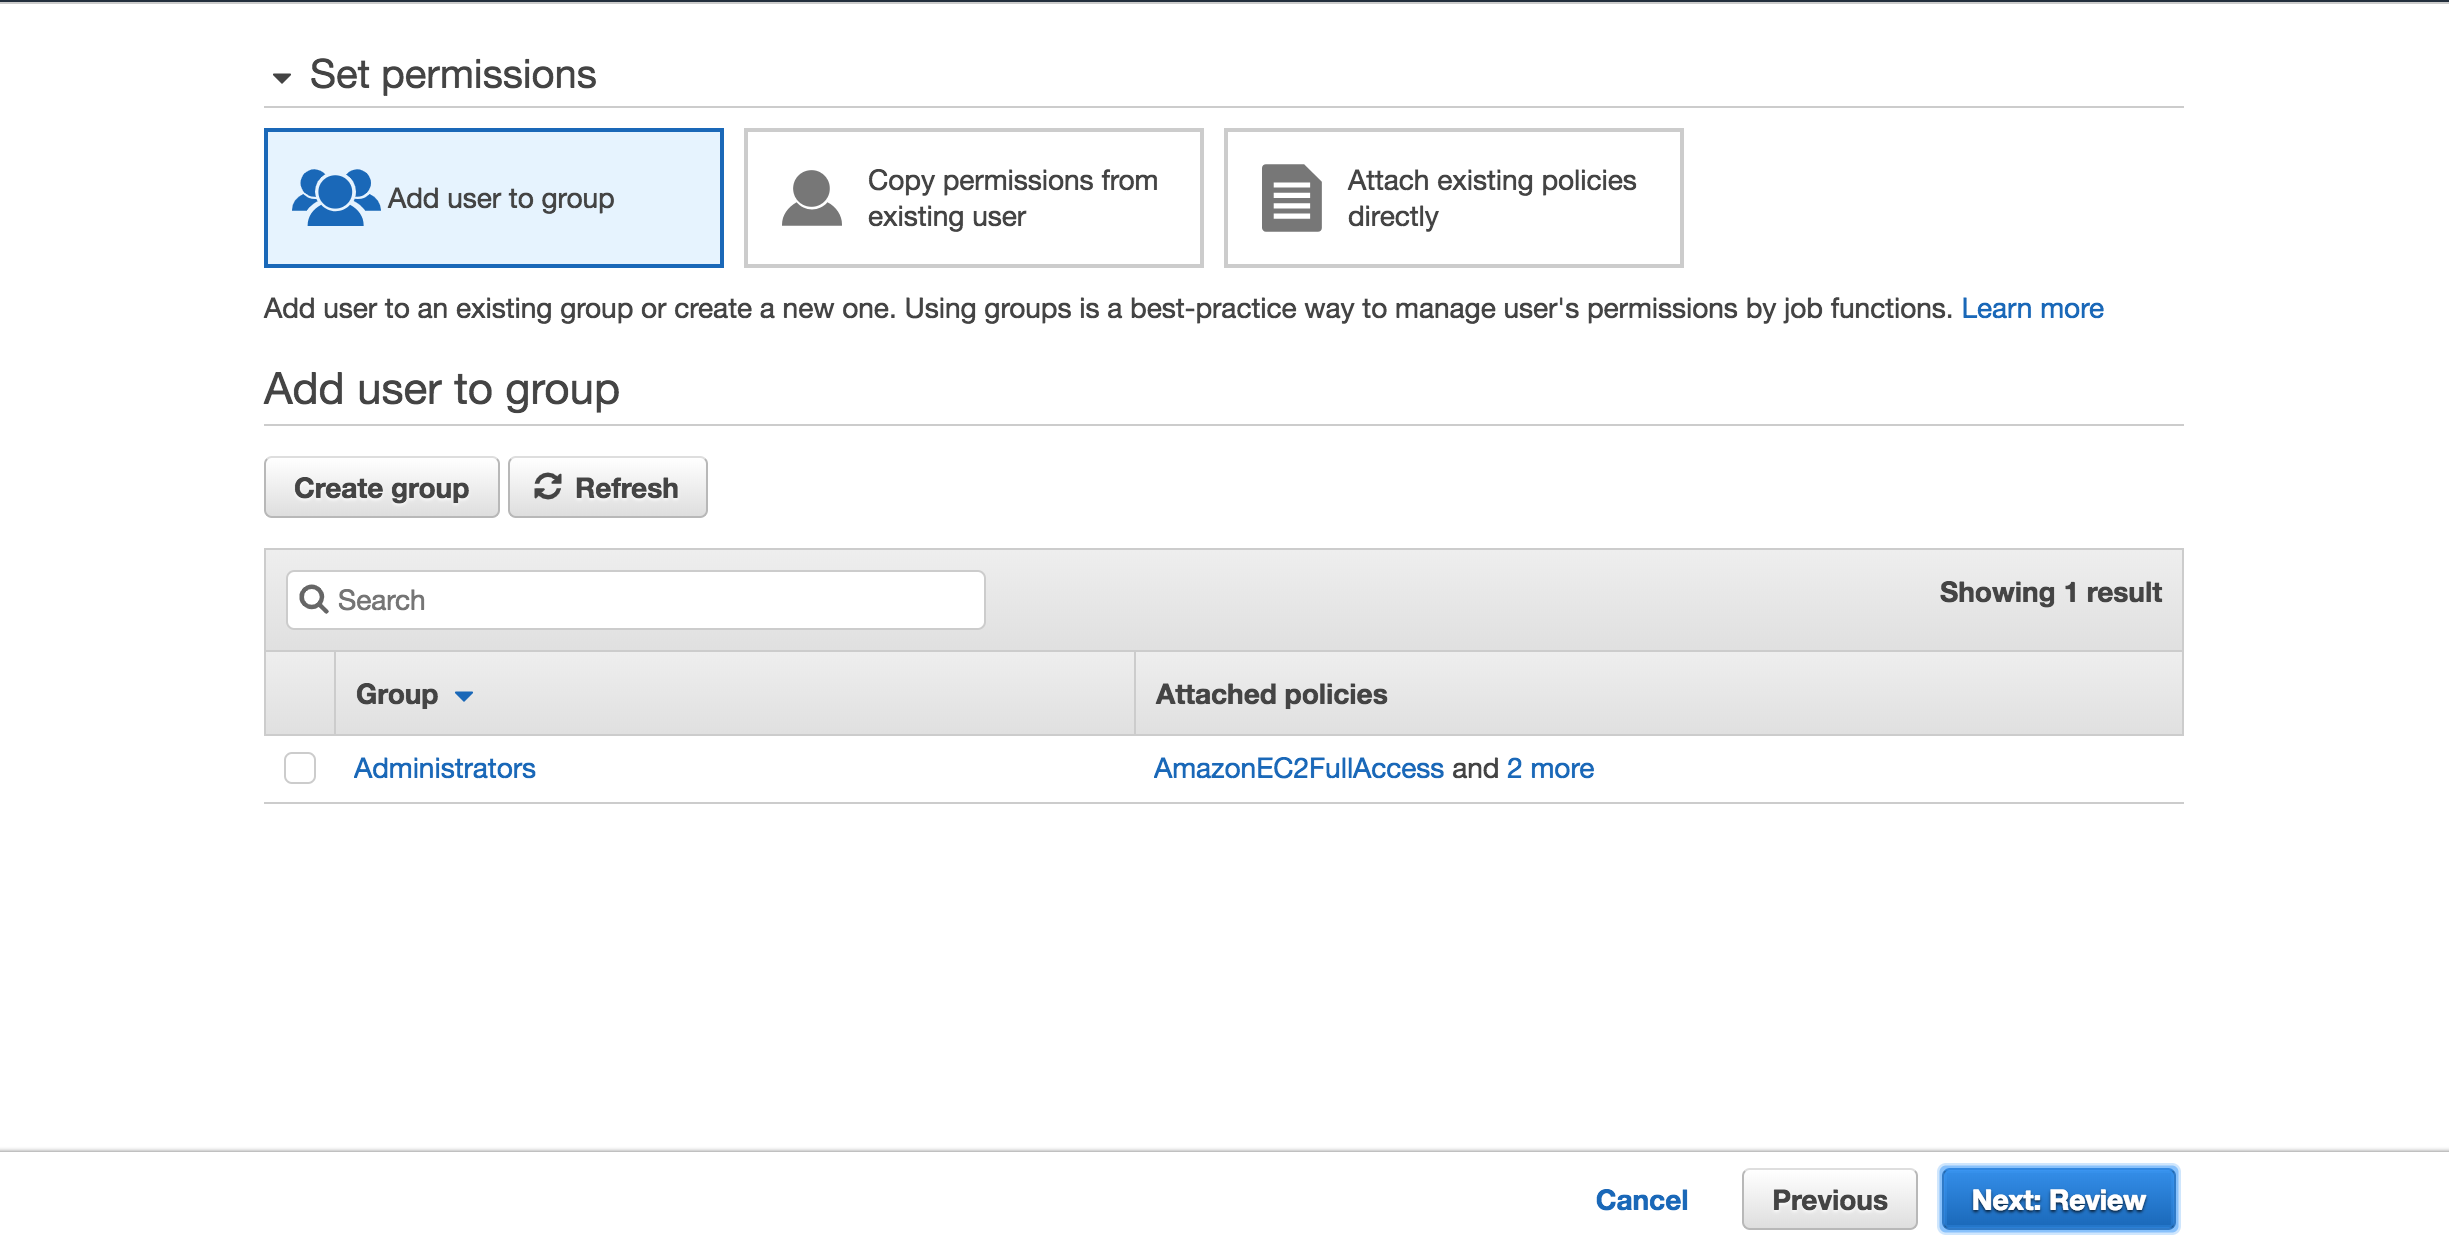 Set permissions
Add user to group
Copy permissions from
existing user
Attach existing policies
directly
Add user to an existing group or create a new one. Using groups is a best-practice way to manage user's permissions by job functions. Learn more
Add user to group
Create group
Refresh
Search
Showing 1 result
Group
Attached policies
Administrators
AmazonEC2FullAccess and 2 more
Cancel
Previous
Next: Review